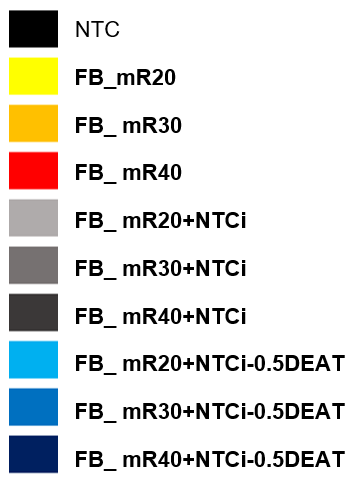 NTC
FB_mR20
FB_ mR30
FB_ mR40
FB_ mR20+NTCi
FB_ mR30+NTCi
FB_ mR40+NTCi
FB_ mR20+NTCi-0.5DEAT
FB_ mR30+NTCi-0.5DEAT
FB_ mR40+NTCi-0.5DEAT